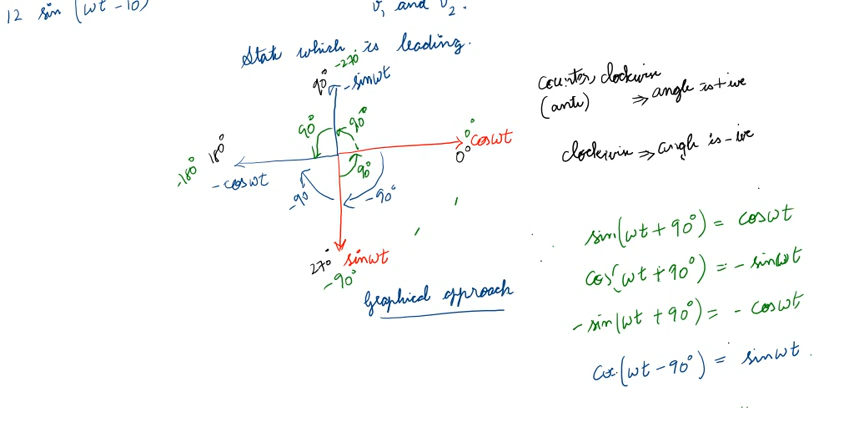 12 sin (ωt - 10°)
v₁ and v₂.
State which is leading.
90° -270°
-sinωt
90° 90°
0° cosωt
0°
180°
-180°
-cosωt
90°
-90 -90°
270° sinωt
-90°
Graphical approach
counter clockwise
(anti) ⇒ angle is +ive
clockwise ⇒ angle is -ive
sin(ωt + 90°) = cosωt
cos(ωt + 90°) = - sinωt
-sin(ωt + 90°) = - cosωt
cos(ωt - 90°) = sinωt.